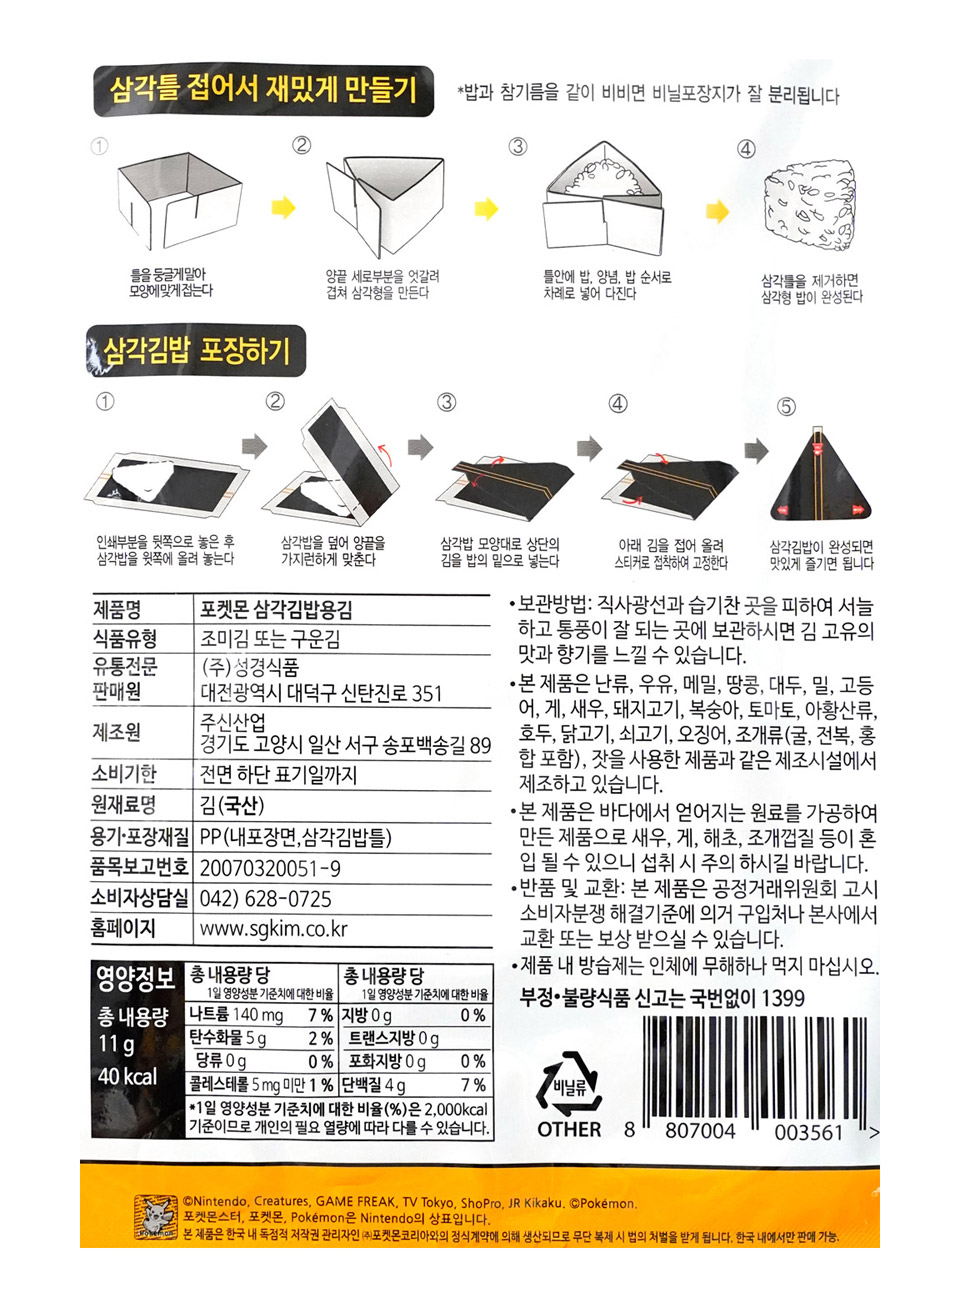 삼각틀 접어서 재밌게 만들기
*밥과 참기름을 같이 비비면 비닐포장지가 잘 분리됩니다
① ② ③ ④
틀을 둥글게 말아
모양에 맞게 접는다
양끝 세로부분을 엇갈려
겹쳐 삼각형을 만든다
틀안에 밥, 양념, 밥 순서로
차례로 넣어 다진다
삼각틀을 제거하면
삼각형 밥이 완성된다
삼각김밥 포장하기
① ② ③ ④ ⑤
인쇄부분을 뒷쪽으로 놓은 후
삼각밥을 윗쪽에 올려 놓는다
삼각밥을 덮어 양끝을
가지런하게 맞춘다
삼각밥 모양대로 상단의
김을 밥의 밑으로 넣는다
아래 김을 접어 올려
스티커로 접착하여 고정한다
삼각김밥이 완성되면
맛있게 즐기면 됩니다
제품명 포켓몬 삼각김밥용김
식품유형 조미김 또는 구운김
유통전문 판매원 (주)성경식품
대전광역시 대덕구 신탄진로 351
제조원 주신산업
경기도 고양시 일산 서구 송포백송길 89
소비기한 전면 하단 표기일까지
원재료명 김(국산)
용기·포장재질 PP(내포장면,삼각김밥틀)
품목보고번호 20070320051-9
소비자상담실 042) 628-0725
홈페이지 www.sgkim.co.kr
영양정보
총 내용량
11 g
40 kcal
총 내용량 당
1일 영양성분 기준치에 대한 비율
나트륨 140 mg 7 %
탄수화물 5 g 2 %
당류 0 g 0 %
콜레스테롤 5 mg 미만 1 %
총 내용량 당
1일 영양성분 기준치에 대한 비율
지방 0 g 0 %
트랜스지방 0 g
포화지방 0 g 0 %
단백질 4 g 7 %
*1일 영양성분 기준치에 대한 비율(%)은 2,000kcal
기준이므로 개인의 필요 열량에 따라 다를 수 있습니다.
•보관방법: 직사광선과 습기찬 곳을 피하여 서늘
하고 통풍이 잘 되는 곳에 보관하시면 김 고유의
맛과 향기를 느낄 수 있습니다.
•본 제품은 난류, 우유, 메밀, 땅콩, 대두, 밀, 고등
어, 게, 새우, 돼지고기, 복숭아, 토마토, 아황산류,
호두, 닭고기, 쇠고기, 오징어, 조개류(굴, 전복, 홍
합 포함), 잣을 사용한 제품과 같은 제조시설에서
제조하고 있습니다.
•본 제품은 바다에서 얻어지는 원료를 가공하여
만든 제품으로 새우, 게, 해초, 조개껍질 등이 혼
입 될 수 있으니 섭취 시 주의 하시길 바랍니다.
•반품 및 교환: 본 제품은 공정거래위원회 고시
소비자분쟁 해결기준에 의거 구입처나 본사에서
교환 또는 보상 받으실 수 있습니다.
•제품 내 방습제는 인체에 무해하나 먹지 마십시오.
부정•불량식품 신고는 국번없이 1399
비닐류
OTHER
8 807004 003561 >
©Nintendo, Creatures, GAME FREAK, TV Tokyo, ShoPro, JR Kikaku. ©Pokémon.
포켓몬스터, 포켓몬, Pokémon은 Nintendo의 상표입니다.
본 제품은 한국 내 독점적 저작권 관리자인 ㈜포켓몬코리아와의 정식계약에 의해 생산되므로 무단 복제 시 법의 처벌을 받게 됩니다. 한국 내에서만 판매 가능.
Pokémon